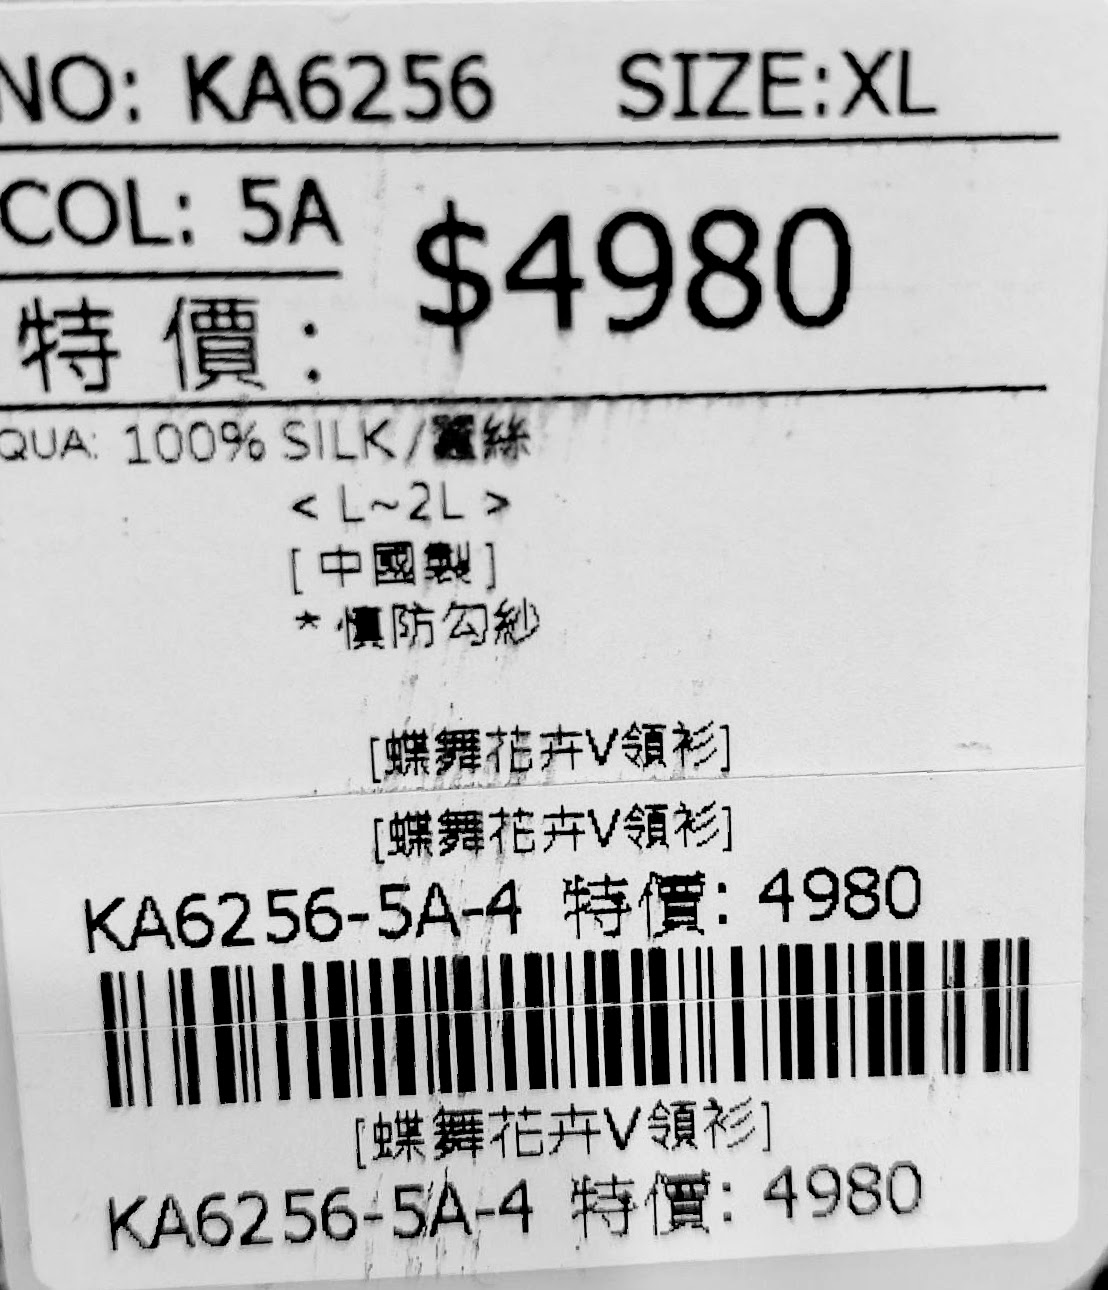 NO: KA6256 SIZE:XL
COL: 5A
$4980
特價:
QUA: 100% SILK/蠶絲
< L~2L >
[中國製]
*慎防勾紗
[蝶舞花卉V領衫]
[蝶舞花卉V領衫]
KA6256-5A-4 特價: 4980
[蝶舞花卉V領衫]
KA6256-5A-4 特價: 4980